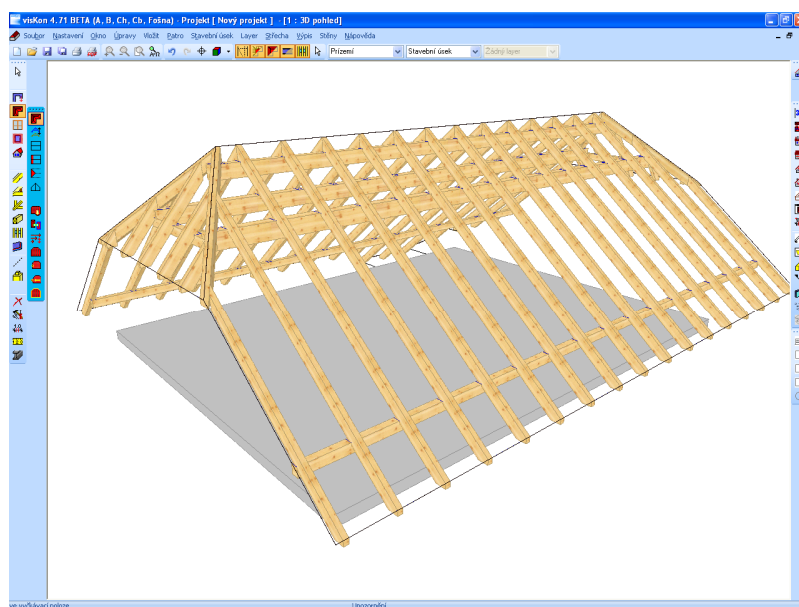 visKon 4.71 BETA (A, B, Ch, Cb, Fošna) - Projekt [ Nový projekt ] - [1 : 3D pohled]
Soubor Nastavení Okno Úpravy Vložit Patro Stavební úsek Layer Střecha Výpis Stěny Nápověda
Prízemí Stavební úsek Žádný layer
Upozornění